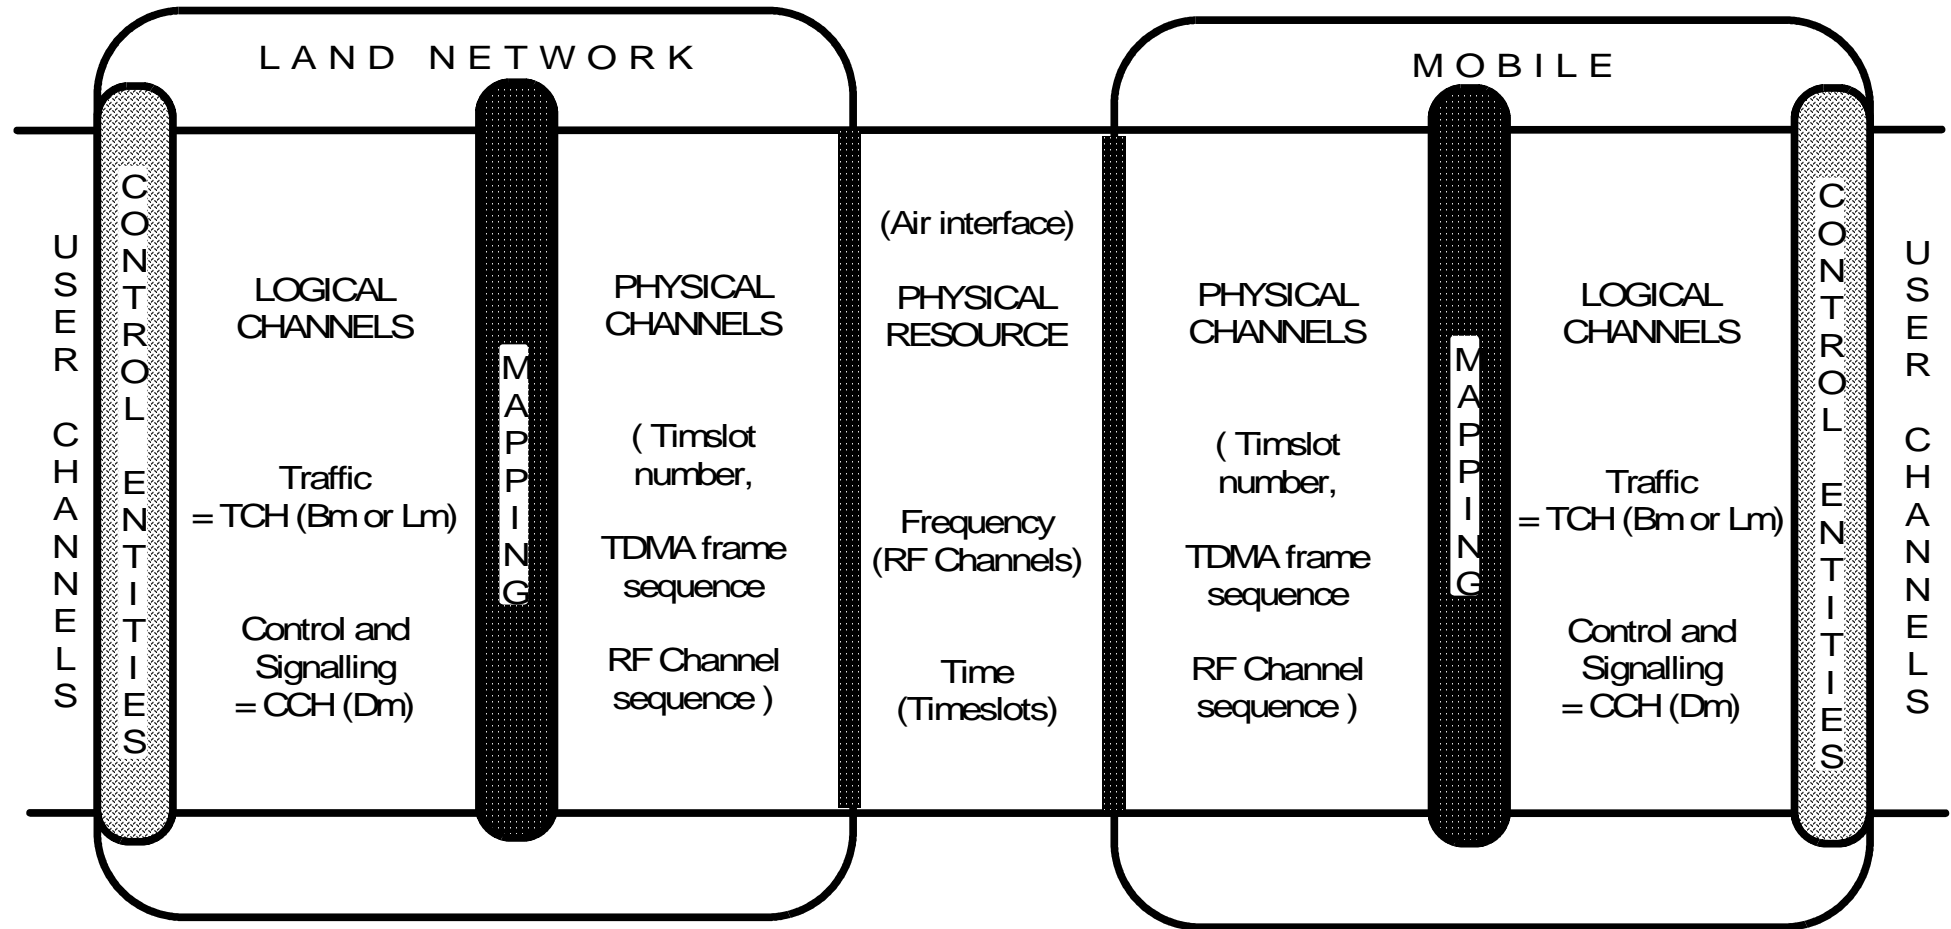 LAND NETWORK
MOBILE
USER CHANNELS
CONTROL ENTITIES
LOGICAL
CHANNELS
Traffic
= TCH (Bm or Lm)
Control and
Signalling
= CCH (Dm)
MAPPING
PHYSICAL
CHANNELS
( Timslot
number,
TDMA frame
sequence
RF Channel
sequence )
(Air interface)
PHYSICAL
RESOURCE
Frequency
(RF Channels)
Time
(Timeslots)
PHYSICAL
CHANNELS
( Timslot
number,
TDMA frame
sequence
RF Channel
sequence )
MAPPING
LOGICAL
CHANNELS
Traffic
= TCH (Bm or Lm)
Control and
Signalling
= CCH (Dm)
CONTROL ENTITIES
USER CHANNELS